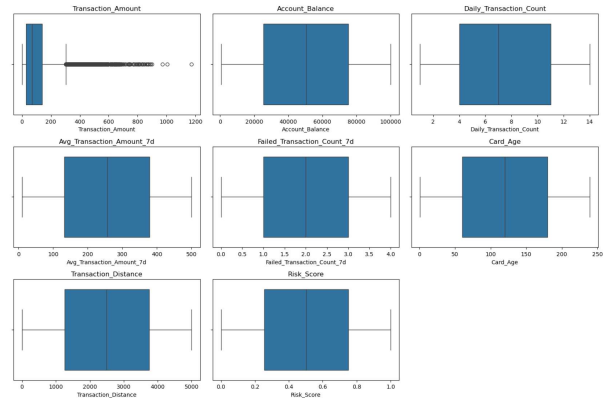 Transaction_Amount
0 200 400 600 800 1000 1200
Transaction_Amount
Account_Balance
0 20000 40000 60000 80000 100000
Account_Balance
Daily_Transaction_Count
2 4 6 8 10 12 14
Daily_Transaction_Count
Avg_Transaction_Amount_7d
0 100 200 300 400 500
Avg_Transaction_Amount_7d
Failed_Transaction_Count_7d
0.0 0.5 1.0 1.5 2.0 2.5 3.0 3.5 4.0
Failed_Transaction_Count_7d
Card_Age
0 50 100 150 200 250
Card_Age
Transaction_Distance
0 1000 2000 3000 4000 5000
Transaction_Distance
Risk_Score
0.0 0.2 0.4 0.6 0.8 1.0
Risk_Score